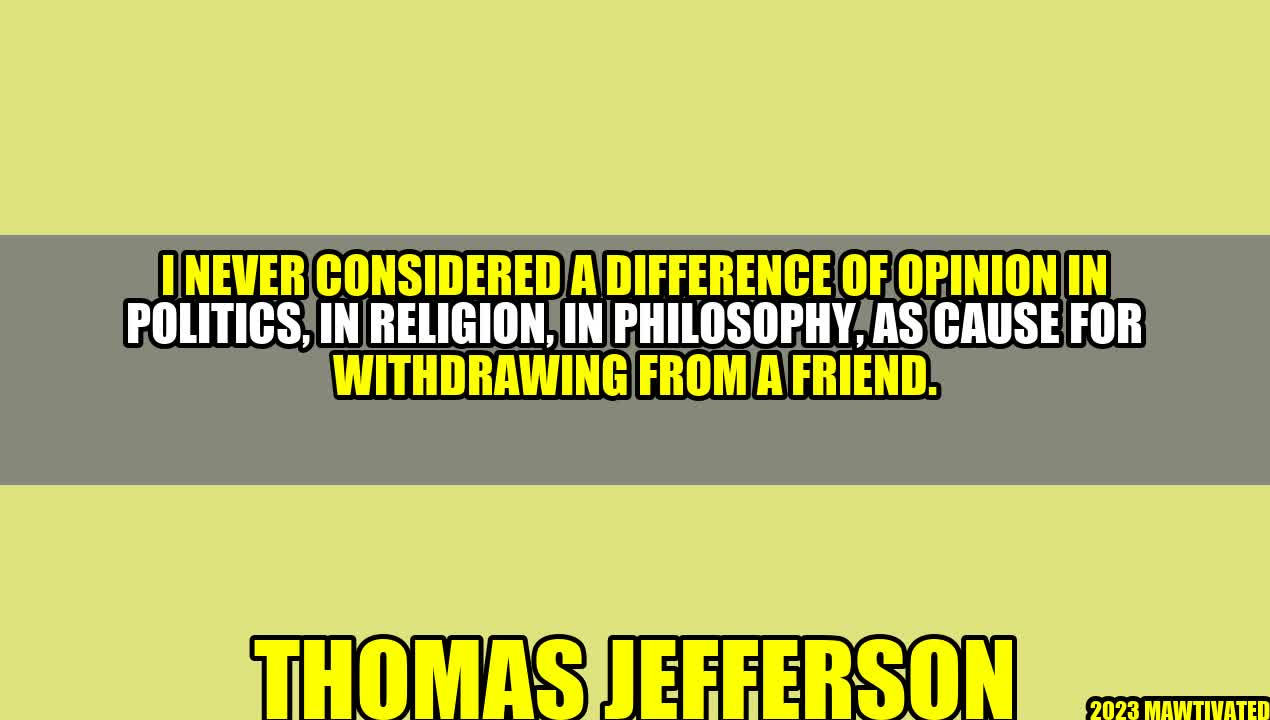 I NEVER CONSIDERED A DIFFERENCE OF OPINION IN
POLITICS, IN RELIGION, IN PHILOSOPHY, AS CAUSE FOR
WITHDRAWING FROM A FRIEND.
THOMAS JEFFERSON
2023 MAWTIVATED